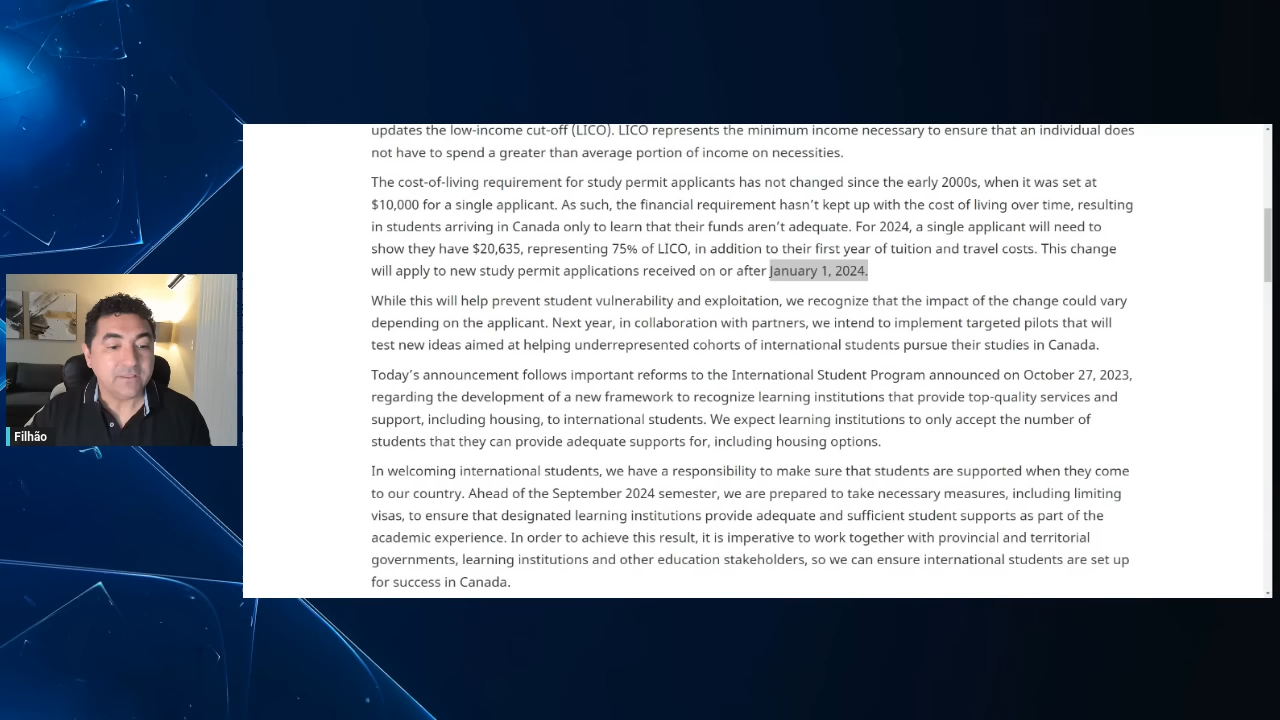 updates the low-income cut-off (LICO). LICO represents the minimum income necessary to ensure that an individual does
not have to spend a greater than average portion of income on necessities.
The cost-of-living requirement for study permit applicants has not changed since the early 2000s, when it was set at
$10,000 for a single applicant. As such, the financial requirement hasn't kept up with the cost of living over time, resulting
in students arriving in Canada only to learn that their funds aren't adequate. For 2024, a single applicant will need to
show they have $20,635, representing 75% of LICO, in addition to their first year of tuition and travel costs. This change
will apply to new study permit applications received on or after January 1, 2024.
While this will help prevent student vulnerability and exploitation, we recognize that the impact of the change could vary
depending on the applicant. Next year, in collaboration with partners, we intend to implement targeted pilots that will
test new ideas aimed at helping underrepresented cohorts of international students pursue their studies in Canada.
Today's announcement follows important reforms to the International Student Program announced on October 27, 2023,
regarding the development of a new framework to recognize learning institutions that provide top-quality services and
support, including housing, to international students. We expect learning institutions to only accept the number of
students that they can provide adequate supports for, including housing options.
In welcoming international students, we have a responsibility to make sure that students are supported when they come
to our country. Ahead of the September 2024 semester, we are prepared to take necessary measures, including limiting
visas, to ensure that designated learning institutions provide adequate and sufficient student supports as part of the
academic experience. In order to achieve this result, it is imperative to work together with provincial and territorial
governments, learning institutions and other education stakeholders, so we can ensure international students are set up
for success in Canada.
Filhão